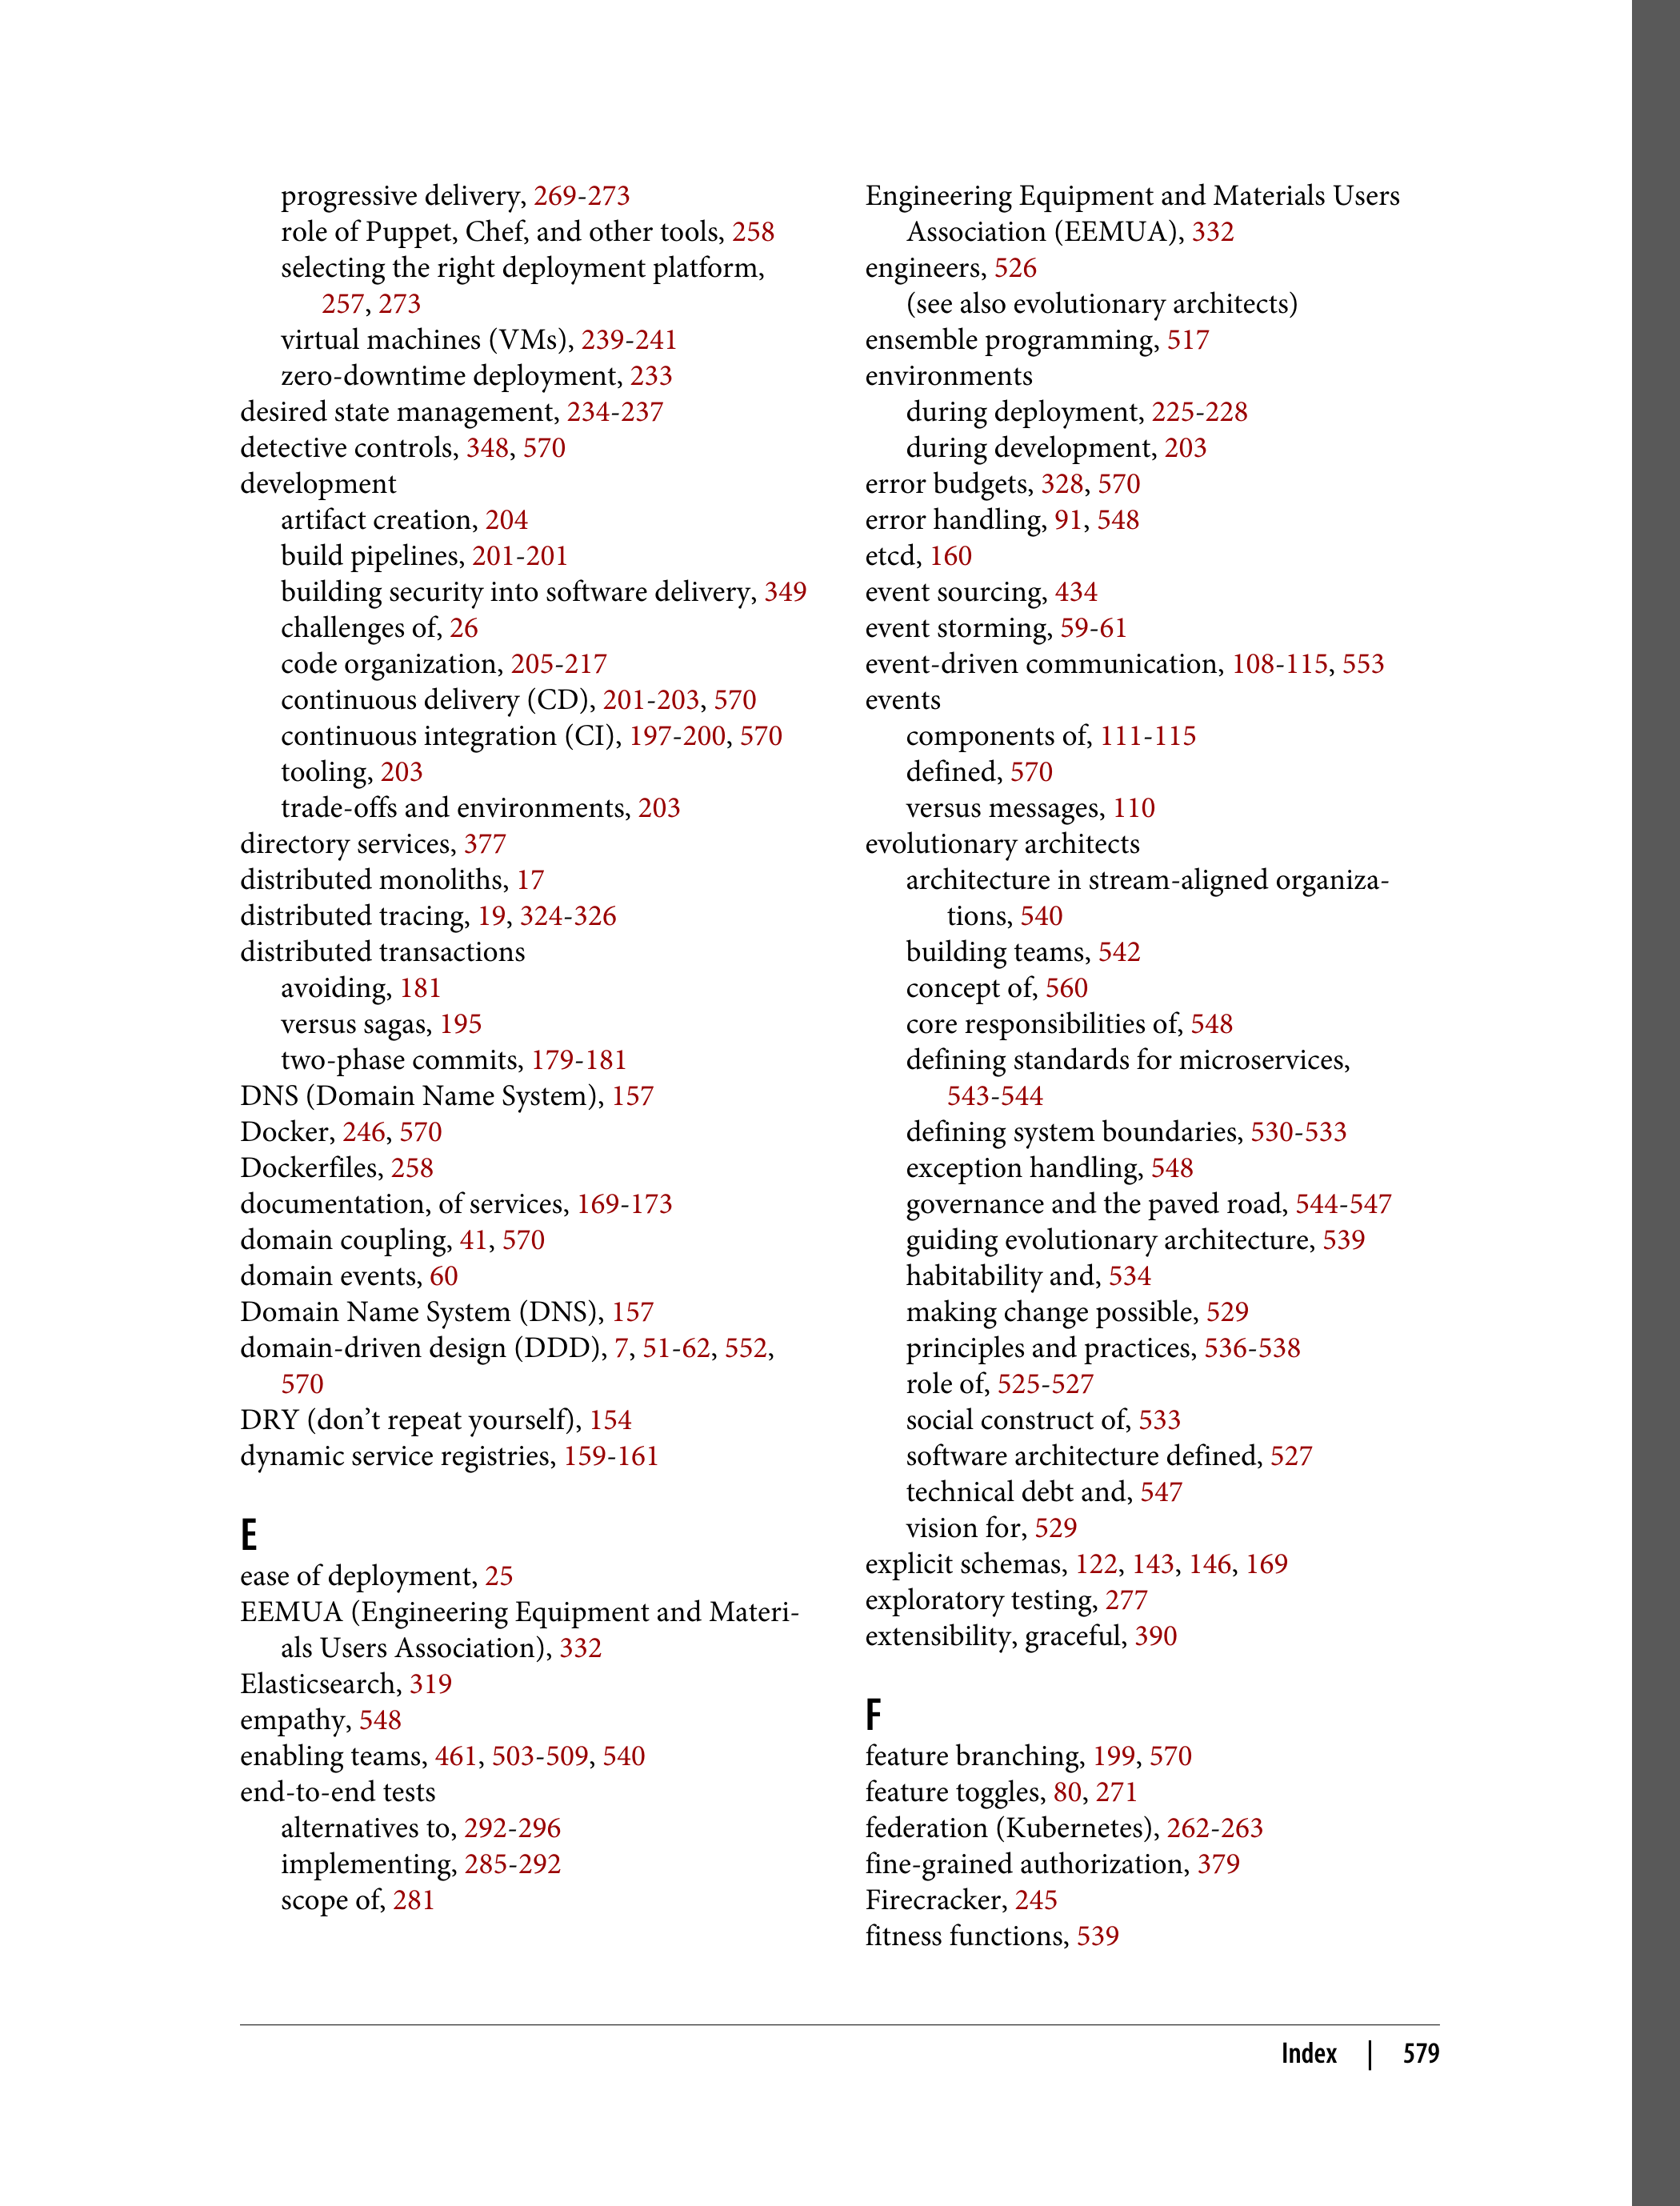 progressive delivery, 269-273
role of Puppet, Chef, and other tools, 258
selecting the right deployment platform,
257, 273
virtual machines (VMs), 239-241
zero-downtime deployment, 233
desired state management, 234-237
detective controls, 348, 570
development
artifact creation, 204
build pipelines, 201-201
building security into software delivery, 349
challenges of, 26
code organization, 205-217
continuous delivery (CD), 201-203, 570
continuous integration (CI), 197-200, 570
tooling, 203
trade-offs and environments, 203
directory services, 377
distributed monoliths, 17
distributed tracing, 19, 324-326
distributed transactions
avoiding, 181
versus sagas, 195
two-phase commits, 179-181
DNS (Domain Name System), 157
Docker, 246, 570
Dockerfiles, 258
documentation, of services, 169-173
domain coupling, 41, 570
domain events, 60
Domain Name System (DNS), 157
domain-driven design (DDD), 7, 51-62, 552,
570
DRY (don’t repeat yourself), 154
dynamic service registries, 159-161
E
ease of deployment, 25
EEMUA (Engineering Equipment and Materi-
als Users Association), 332
Elasticsearch, 319
empathy, 548
enabling teams, 461, 503-509, 540
end-to-end tests
alternatives to, 292-296
implementing, 285-292
scope of, 281
Engineering Equipment and Materials Users
Association (EEMUA), 332
engineers, 526
(see also evolutionary architects)
ensemble programming, 517
environments
during deployment, 225-228
during development, 203
error budgets, 328, 570
error handling, 91, 548
etcd, 160
event sourcing, 434
event storming, 59-61
event-driven communication, 108-115, 553
events
components of, 111-115
defined, 570
versus messages, 110
evolutionary architects
architecture in stream-aligned organiza-
tions, 540
building teams, 542
concept of, 560
core responsibilities of, 548
defining standards for microservices,
543-544
defining system boundaries, 530-533
exception handling, 548
governance and the paved road, 544-547
guiding evolutionary architecture, 539
habitability and, 534
making change possible, 529
principles and practices, 536-538
role of, 525-527
social construct of, 533
software architecture defined, 527
technical debt and, 547
vision for, 529
explicit schemas, 122, 143, 146, 169
exploratory testing, 277
extensibility, graceful, 390
F
feature branching, 199, 570
feature toggles, 80, 271
federation (Kubernetes), 262-263
fine-grained authorization, 379
Firecracker, 245
fitness functions, 539
Index | 579